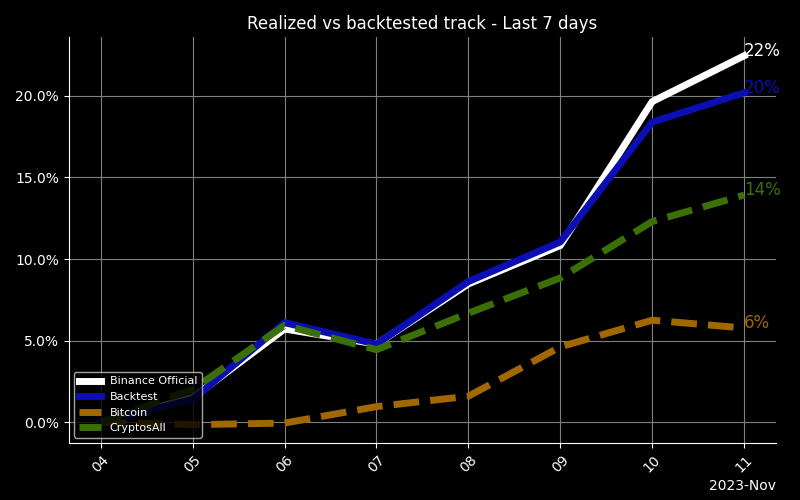 Realized vs backtested track - Last 7 days
22%
20%
20.0%
15.0%
14%
10.0%
5.0%
6%
0.0%
Binance Official
Backtest
Bitcoin
CryptosAll
04 05 06 07 08 09 10 11
2023-Nov